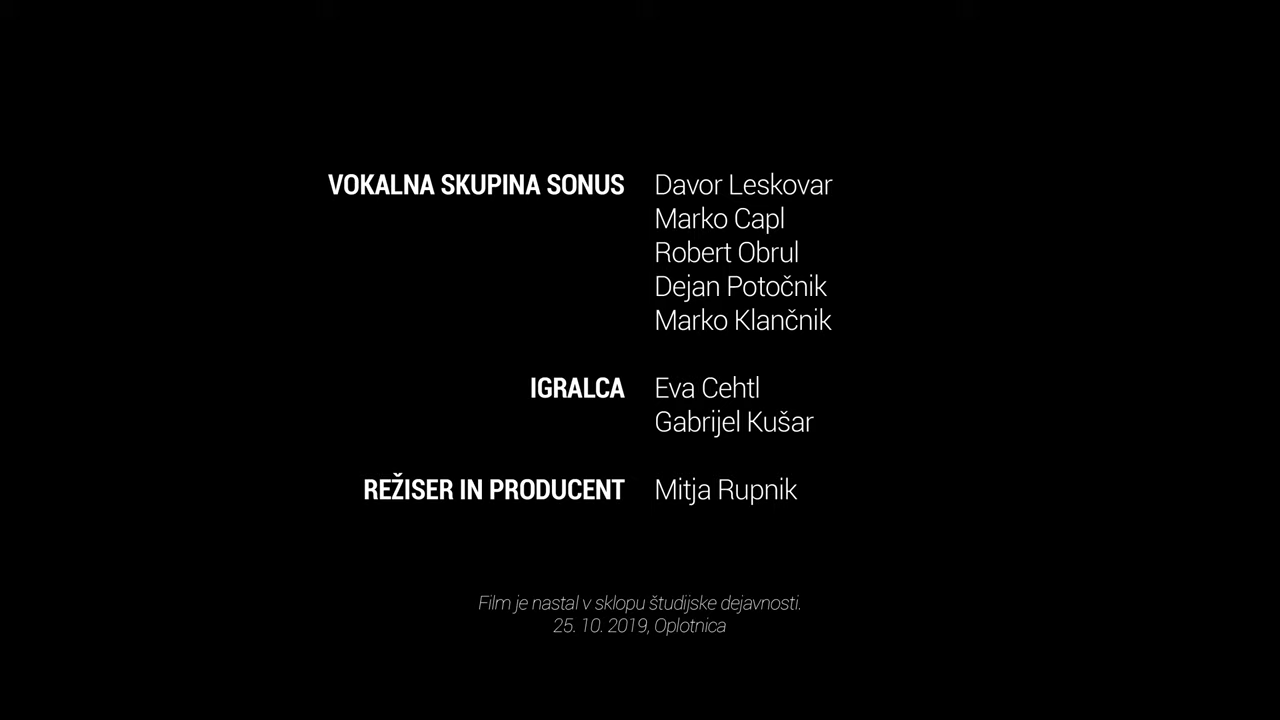 VOKALNA SKUPINA SONUS Davor Leskovar
Marko Capl
Robert Obrul
Dejan Potočnik
Marko Klančnik
IGRALCA Eva Cehtl
Gabrijel Kušar
REŽISER IN PRODUCENT Mitja Rupnik
Film je nastal v sklopu študijske dejavnosti.
25. 10. 2019, Oplotnica